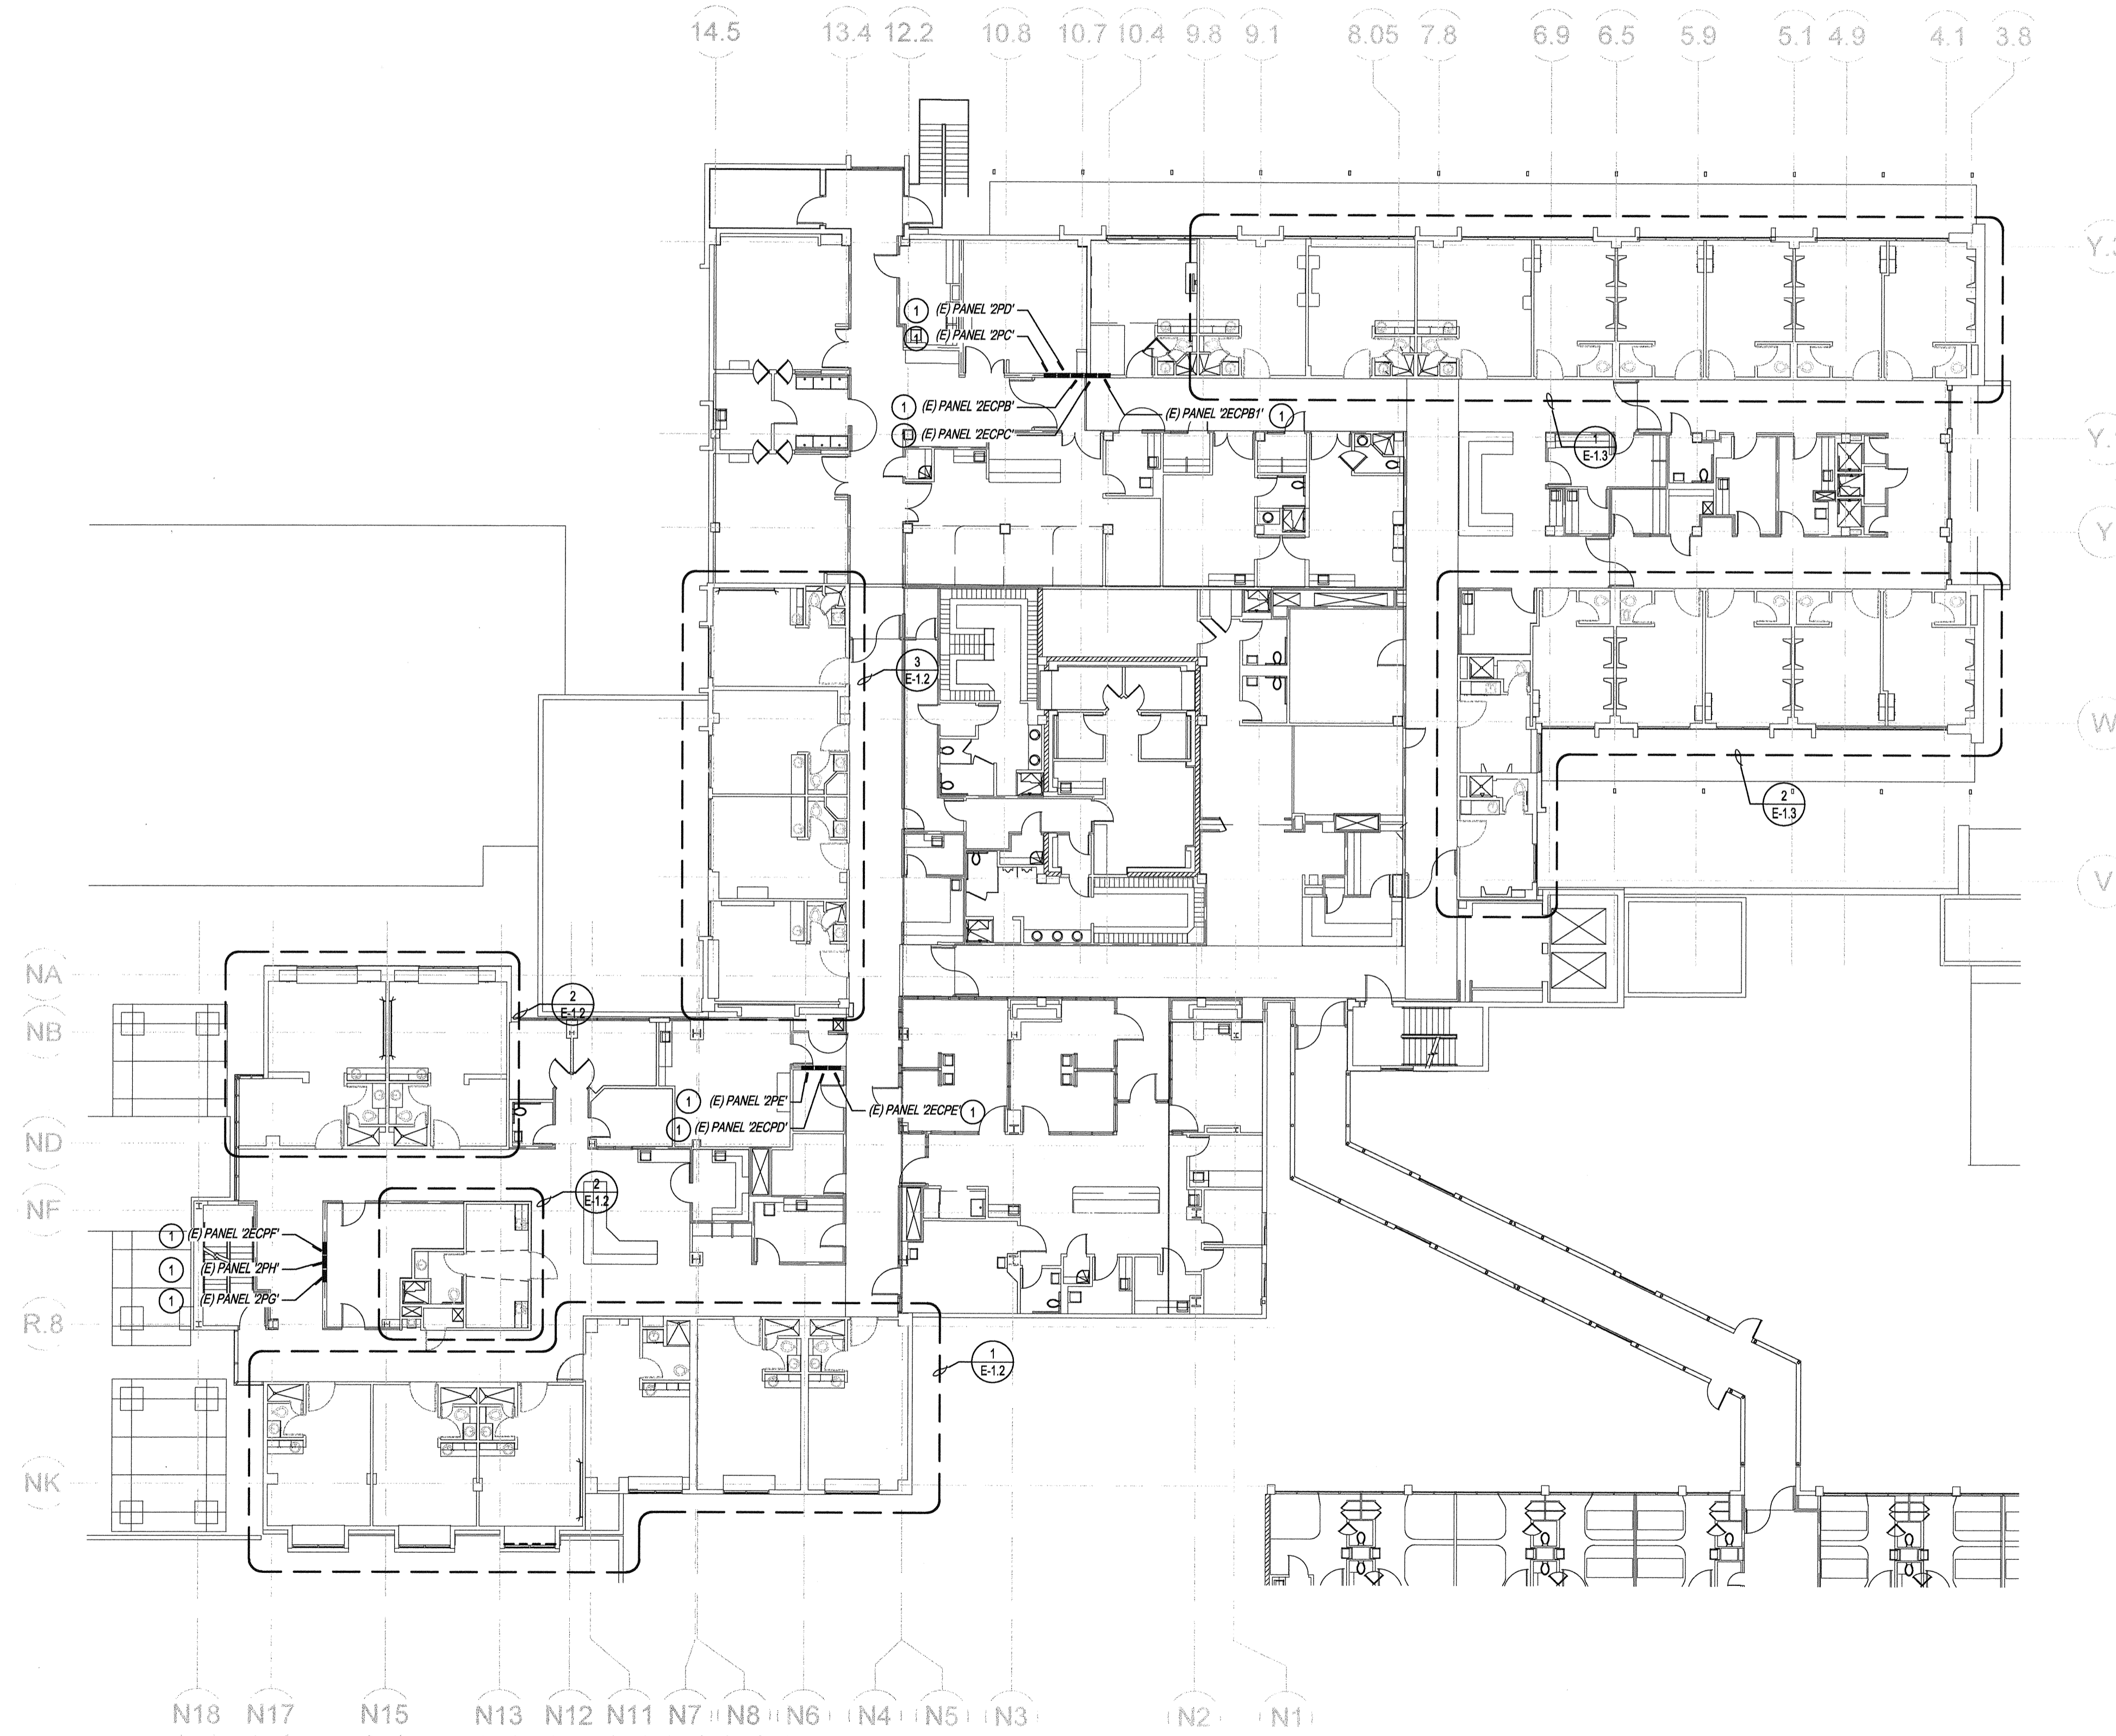 14.5 13.4 12.2 10.8 10.7 10.4 9.8 9.1 8.05 7.8 6.9 6.5 5.9 5.1 4.9 4.1 3.8
1 (E) PANEL '2PD'
1 (E) PANEL '2PC'
1 (E) PANEL '2ECPB'
(E) PANEL '2ECPB1' 1
1 (E) PANEL '2ECPC'
1
E-1.3
Y
3
E-1.2
W
2
E-1.3
V
NA
2
E-1.2
NB
1 (E) PANEL '2PE'
(E) PANEL '2ECPE' 1
1 (E) PANEL '2ECPD'
ND
2
E-1.2
NF
1 (E) PANEL '2ECPF'
1 (E) PANEL '2PH'
1 (E) PANEL '2PG'
R.8
1
E-1.2
NK
N18 N17 N15 N13 N12 N11 N7 N8 N6 N4 N5 N3 N2 N1